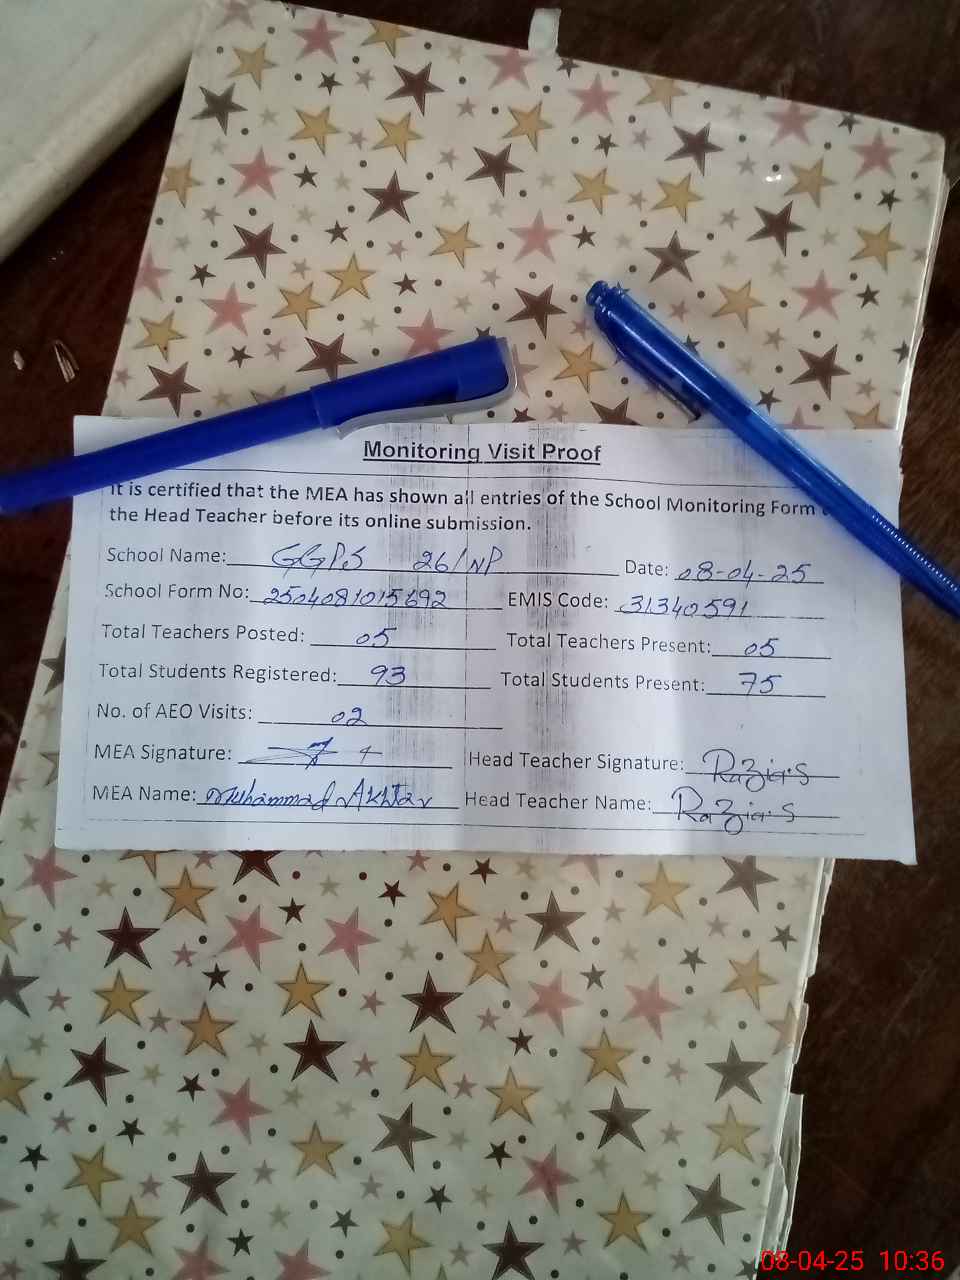 Monitoring Visit Proof
It is certified that the MEA has shown all entries of the School Monitoring Form
the Head Teacher before its online submission.
School Name: GGPS 26/NP Date: 08-04-25
School Form No: 2504081015692 EMIS Code: 31340591
Total Teachers Posted: 05 Total Teachers Present: 05
Total Students Registered: 93 Total Students Present: 75
No. of AEO Visits: 02
MEA Signature: Head Teacher Signature: Razia.S
MEA Name: Muhammad Akhtar Head Teacher Name: Razia.S
08-04-25 10:36